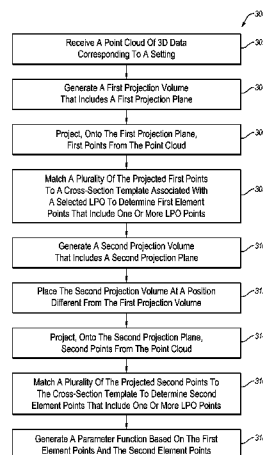 Receive A Point Cloud Of 3D Data
Corresponding To A Setting
Generate A First Projection Volume
That Includes A First Projection Plane
Project, Onto The First Projection Plane,
First Points From The Point Cloud
Match A Plurality Of The Projected First Points
To A Cross-Section Template Associated With
A Selected LPO To Determine First Element
Points That Include One Or More LPO Points
Generate A Second Projection Volume
That Includes A Second Projection Plane
Place The Second Projection Volume At A Position
Different From The First Projection Volume
Project, Onto The Second Projection Plane,
Second Points From The Point Cloud
Match A Plurality Of The Projected Second Points To
The Cross-Section Template To Determine Second
Element Points That Include One Or More LPO Points
Generate A Parameter Function Based On The First
Element Points And The Second Element Points